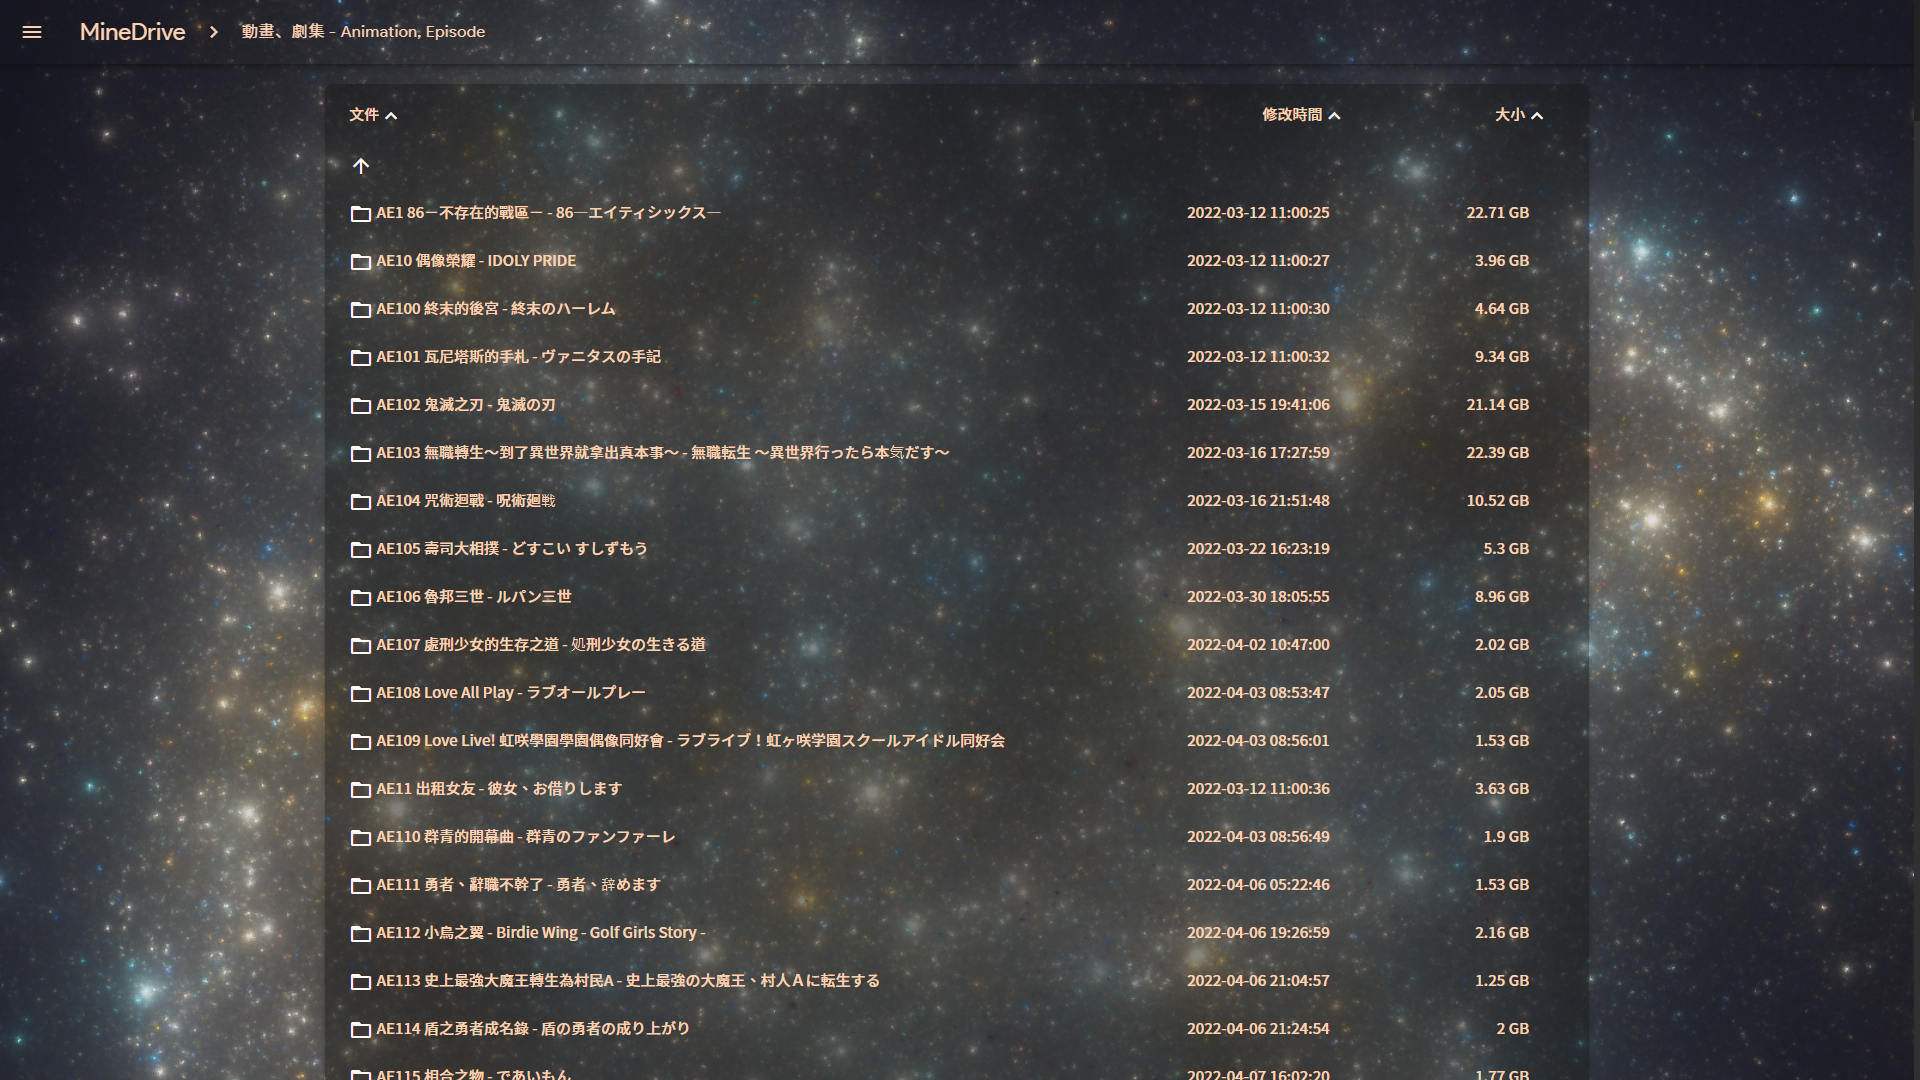 MineDrive 動畫、劇集 - Animation, Episode
文件 修改時間 大小
AE1 86－不存在的戰區－ - 86―エイティシックス― 2022-03-12 11:00:25 22.71 GB
AE10 偶像榮耀 - IDOLY PRIDE 2022-03-12 11:00:27 3.96 GB
AE100 終末的後宮 - 終末のハーレム 2022-03-12 11:00:30 4.64 GB
AE101 瓦尼塔斯的手札 - ヴァニタスの手記 2022-03-12 11:00:32 9.34 GB
AE102 鬼滅之刃 - 鬼滅の刃 2022-03-15 19:41:06 21.14 GB
AE103 無職轉生～到了異世界就拿出真本事～ - 無職転生 ～異世界行ったら本気だす～ 2022-03-16 17:27:59 22.39 GB
AE104 咒術迴戰 - 呪術廻戦 2022-03-16 21:51:48 10.52 GB
AE105 壽司大相撲 - どすこい すしずもう 2022-03-22 16:23:19 5.3 GB
AE106 魯邦三世 - ルパン三世 2022-03-30 18:05:55 8.96 GB
AE107 處刑少女的生存之道 - 処刑少女の生きる道 2022-04-02 10:47:00 2.02 GB
AE108 Love All Play - ラブオールプレー 2022-04-03 08:53:47 2.05 GB
AE109 Love Live! 虹咲學園學園偶像同好會 - ラブライブ！虹ヶ咲学園スクールアイドル同好会 2022-04-03 08:56:01 1.53 GB
AE11 出租女友 - 彼女、お借りします 2022-03-12 11:00:36 3.63 GB
AE110 群青的開幕曲 - 群青のファンファーレ 2022-04-03 08:56:49 1.9 GB
AE111 勇者、辭職不幹了 - 勇者、辞めます 2022-04-06 05:22:46 1.53 GB
AE112 小鳥之翼 - Birdie Wing - Golf Girls Story - 2022-04-06 19:26:59 2.16 GB
AE113 史上最強大魔王轉生為村民A - 史上最強の大魔王、村人Ａに転生する 2022-04-06 21:04:57 1.25 GB
AE114 盾之勇者成名錄 - 盾の勇者の成り上がり 2022-04-06 21:24:54 2 GB
AE115 相合之物 - であいもん 2022-04-07 16:02:20 1.77 GB